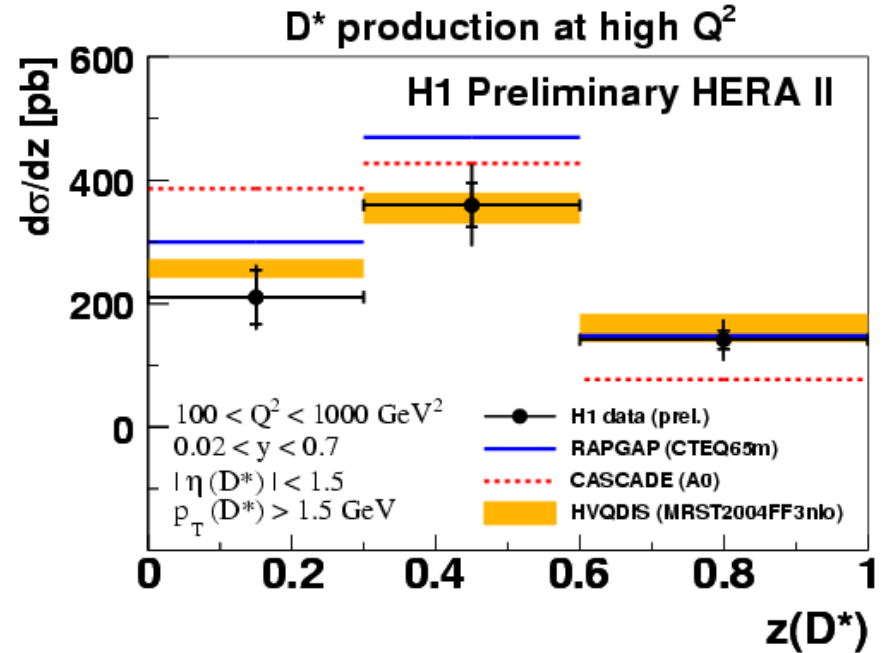 D* production at high Q²
H1 Preliminary HERA II
dσ/dz [pb]
600
400
200
0
100 < Q² < 1000 GeV²
0.02 < y < 0.7
| η (D*) | < 1.5
p_T (D*) > 1.5 GeV
H1 data (prel.)
RAPGAP (CTEQ65m)
CASCADE (A0)
HVQDIS (MRST2004FF3nlo)
0 0.2 0.4 0.6 0.8 1
z(D*)